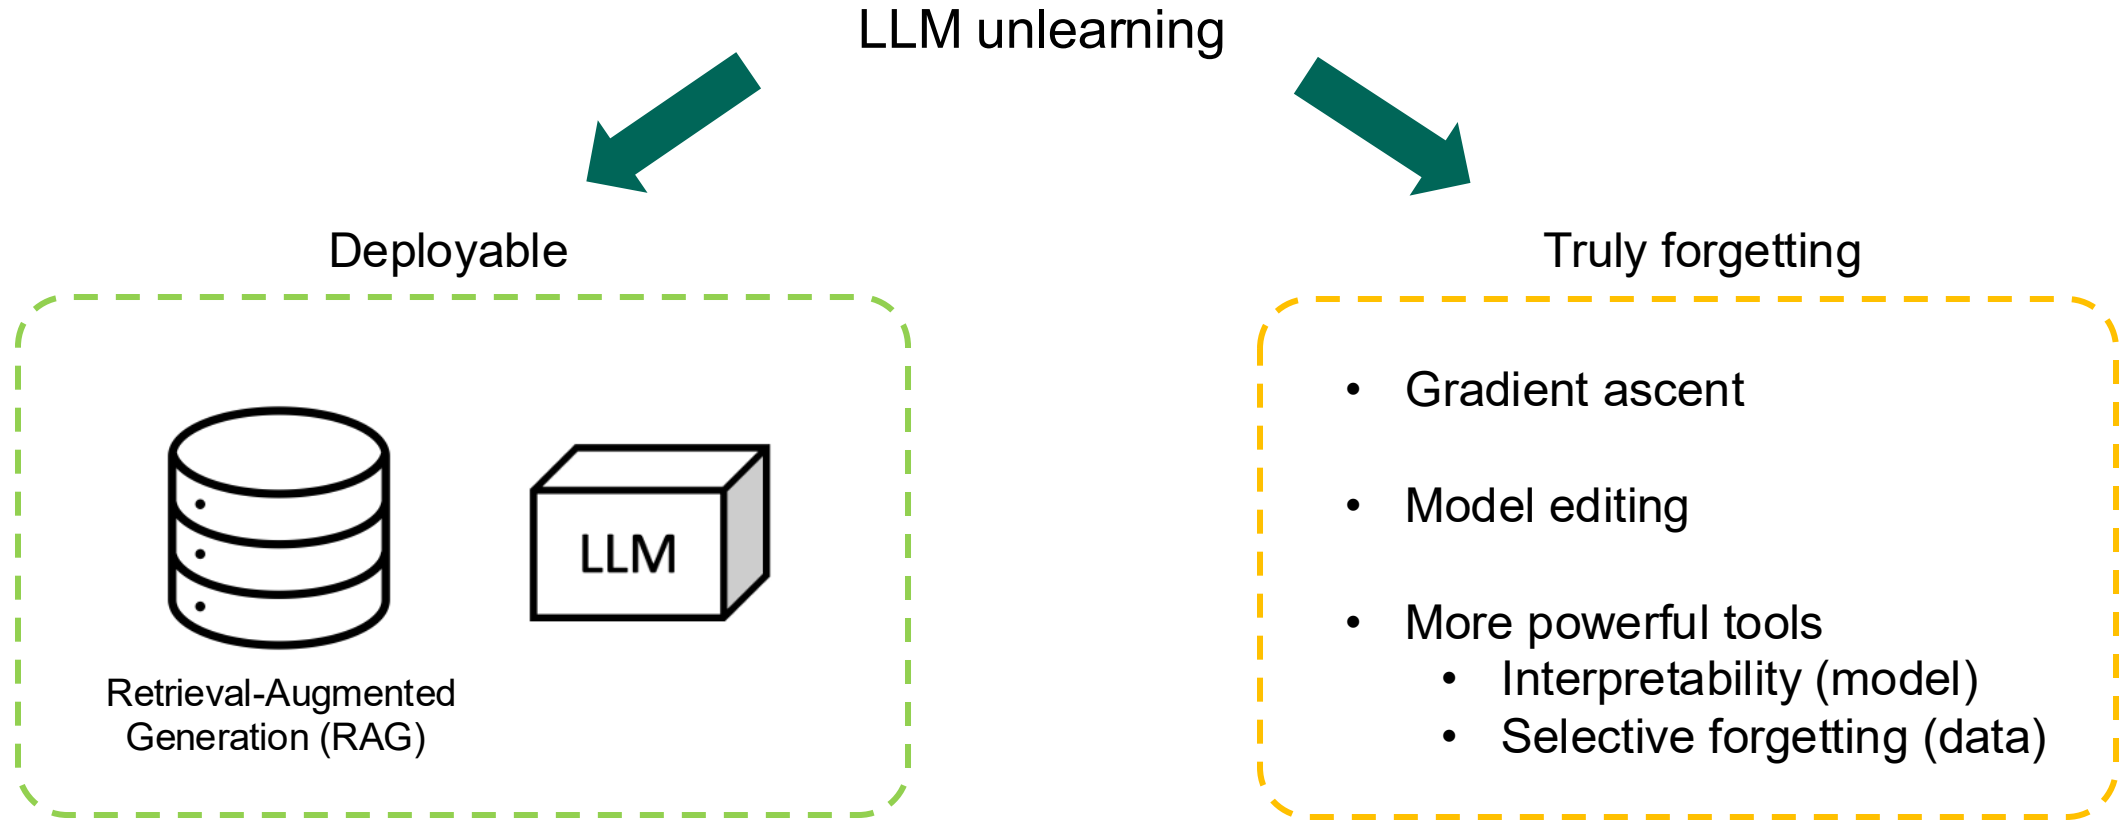 LLM unlearning
Deployable
Truly forgetting
LLM
Retrieval-Augmented
Generation (RAG)
• Gradient ascent
• Model editing
• More powerful tools
• Interpretability (model)
• Selective forgetting (data)